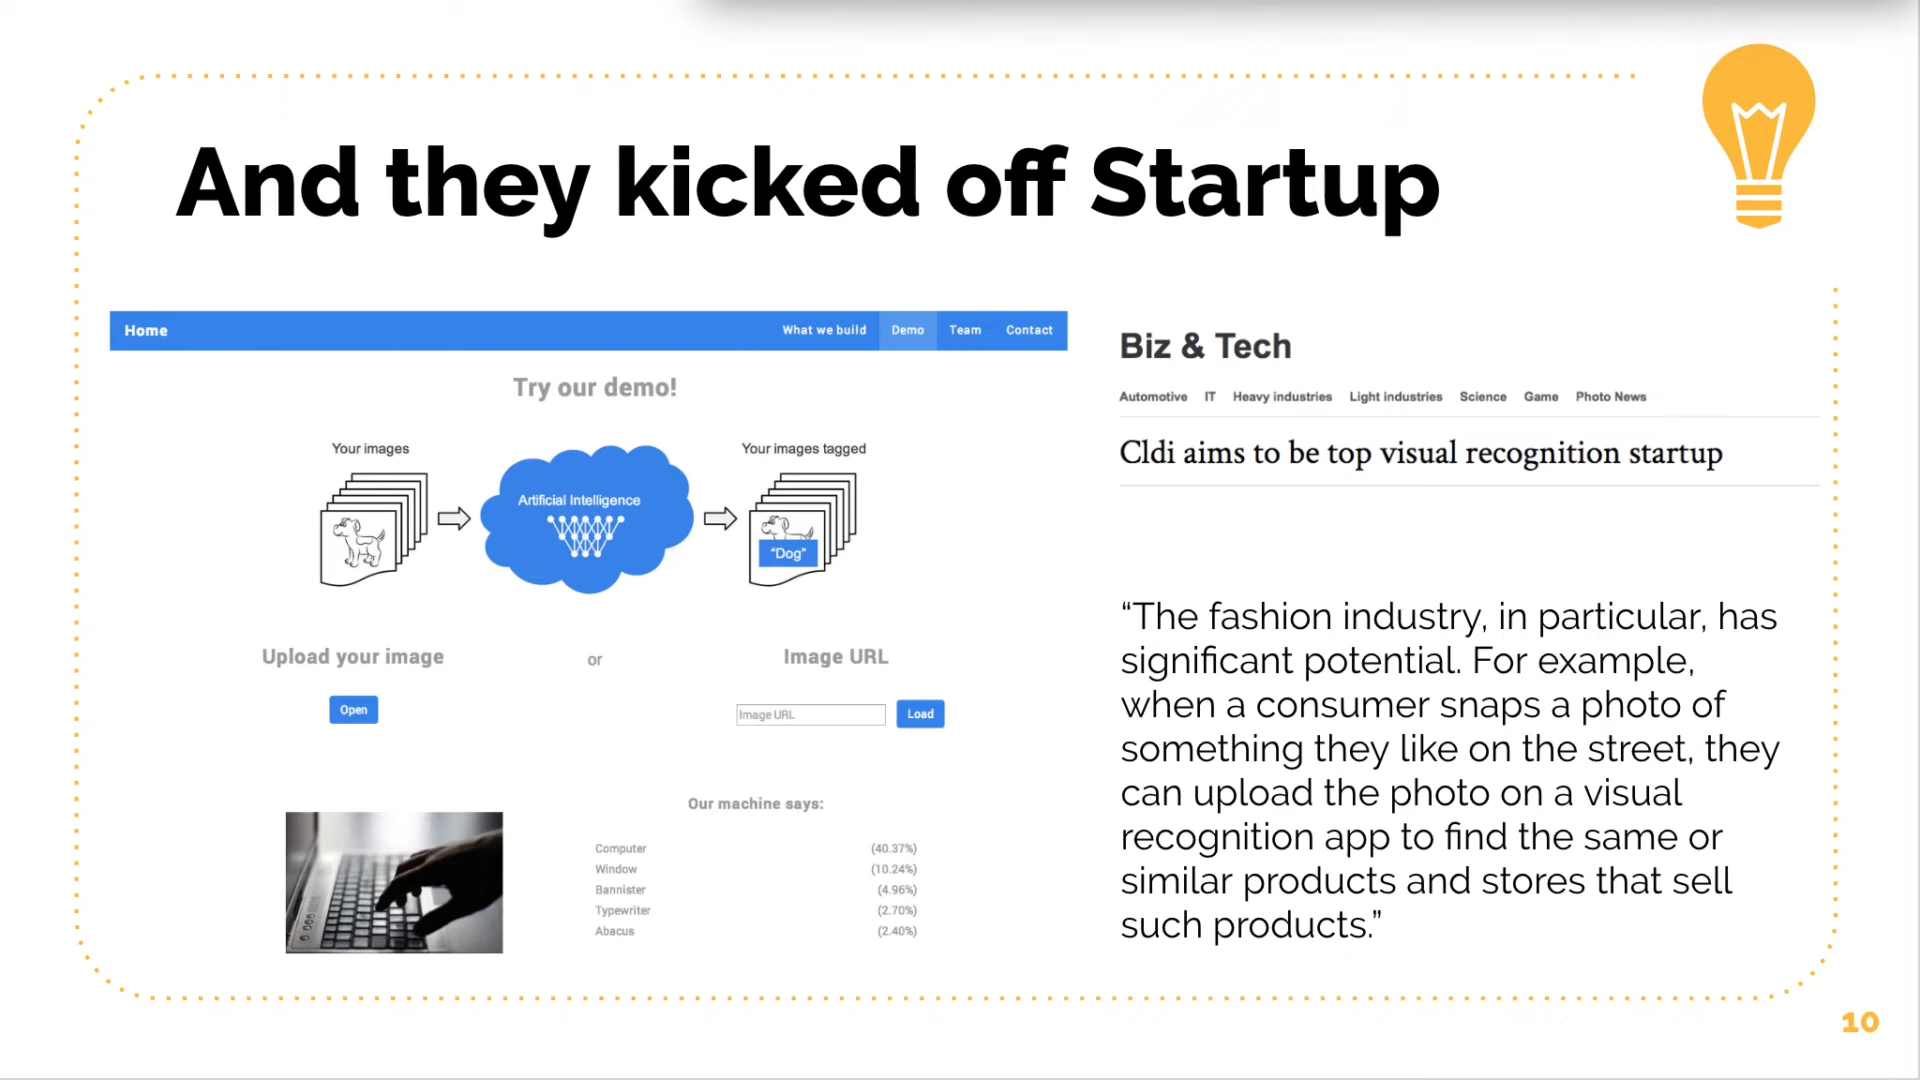 And they kicked off Startup
Home What we build Demo Team Contact
Try our demo!
Your images
Artificial Intelligence
Your images tagged
"Dog"
Upload your image or Image URL
Open
Image URL Load
Our machine says:
Computer (40.37%)
Window (10.24%)
Bannister (4.96%)
Typewriter (2.70%)
Abacus (2.40%)
Biz & Tech
Automotive IT Heavy industries Light industries Science Game Photo News
Cldi aims to be top visual recognition startup
“The fashion industry, in particular, has
significant potential. For example,
when a consumer snaps a photo of
something they like on the street, they
can upload the photo on a visual
recognition app to find the same or
similar products and stores that sell
such products.”
10